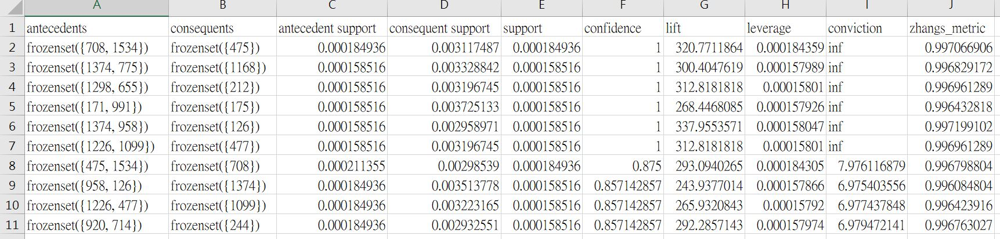 A B C D E F G H I J
1 antecedents consequents antecedent support consequent support support confidence lift leverage conviction zhangs_metric
2 frozenset({708, 1534}) frozenset({475}) 0.000184936 0.003117487 0.000184936 1 320.7711864 0.000184359 inf 0.997066906
3 frozenset({1374, 775}) frozenset({1168}) 0.000158516 0.003328842 0.000158516 1 300.4047619 0.000157989 inf 0.996829172
4 frozenset({1298, 655}) frozenset({212}) 0.000158516 0.003196745 0.000158516 1 312.8181818 0.00015801 inf 0.996961289
5 frozenset({171, 991}) frozenset({175}) 0.000158516 0.003725133 0.000158516 1 268.4468085 0.000157926 inf 0.996432818
6 frozenset({1374, 958}) frozenset({126}) 0.000158516 0.002958971 0.000158516 1 337.9553571 0.000158047 inf 0.997199102
7 frozenset({1226, 1099}) frozenset({477}) 0.000158516 0.003196745 0.000158516 1 312.8181818 0.00015801 inf 0.996961289
8 frozenset({475, 1534}) frozenset({708}) 0.000211355 0.00298539 0.000184936 0.875 293.0940265 0.000184305 7.976116879 0.996798804
9 frozenset({958, 126}) frozenset({1374}) 0.000184936 0.003513778 0.000158516 0.857142857 243.9377014 0.000157866 6.975403556 0.996084804
10 frozenset({1226, 477}) frozenset({1099}) 0.000184936 0.003223165 0.000158516 0.857142857 265.9320843 0.00015792 6.977437848 0.996423916
11 frozenset({920, 714}) frozenset({244}) 0.000184936 0.002932551 0.000158516 0.857142857 292.2857143 0.000157974 6.979472141 0.996763027